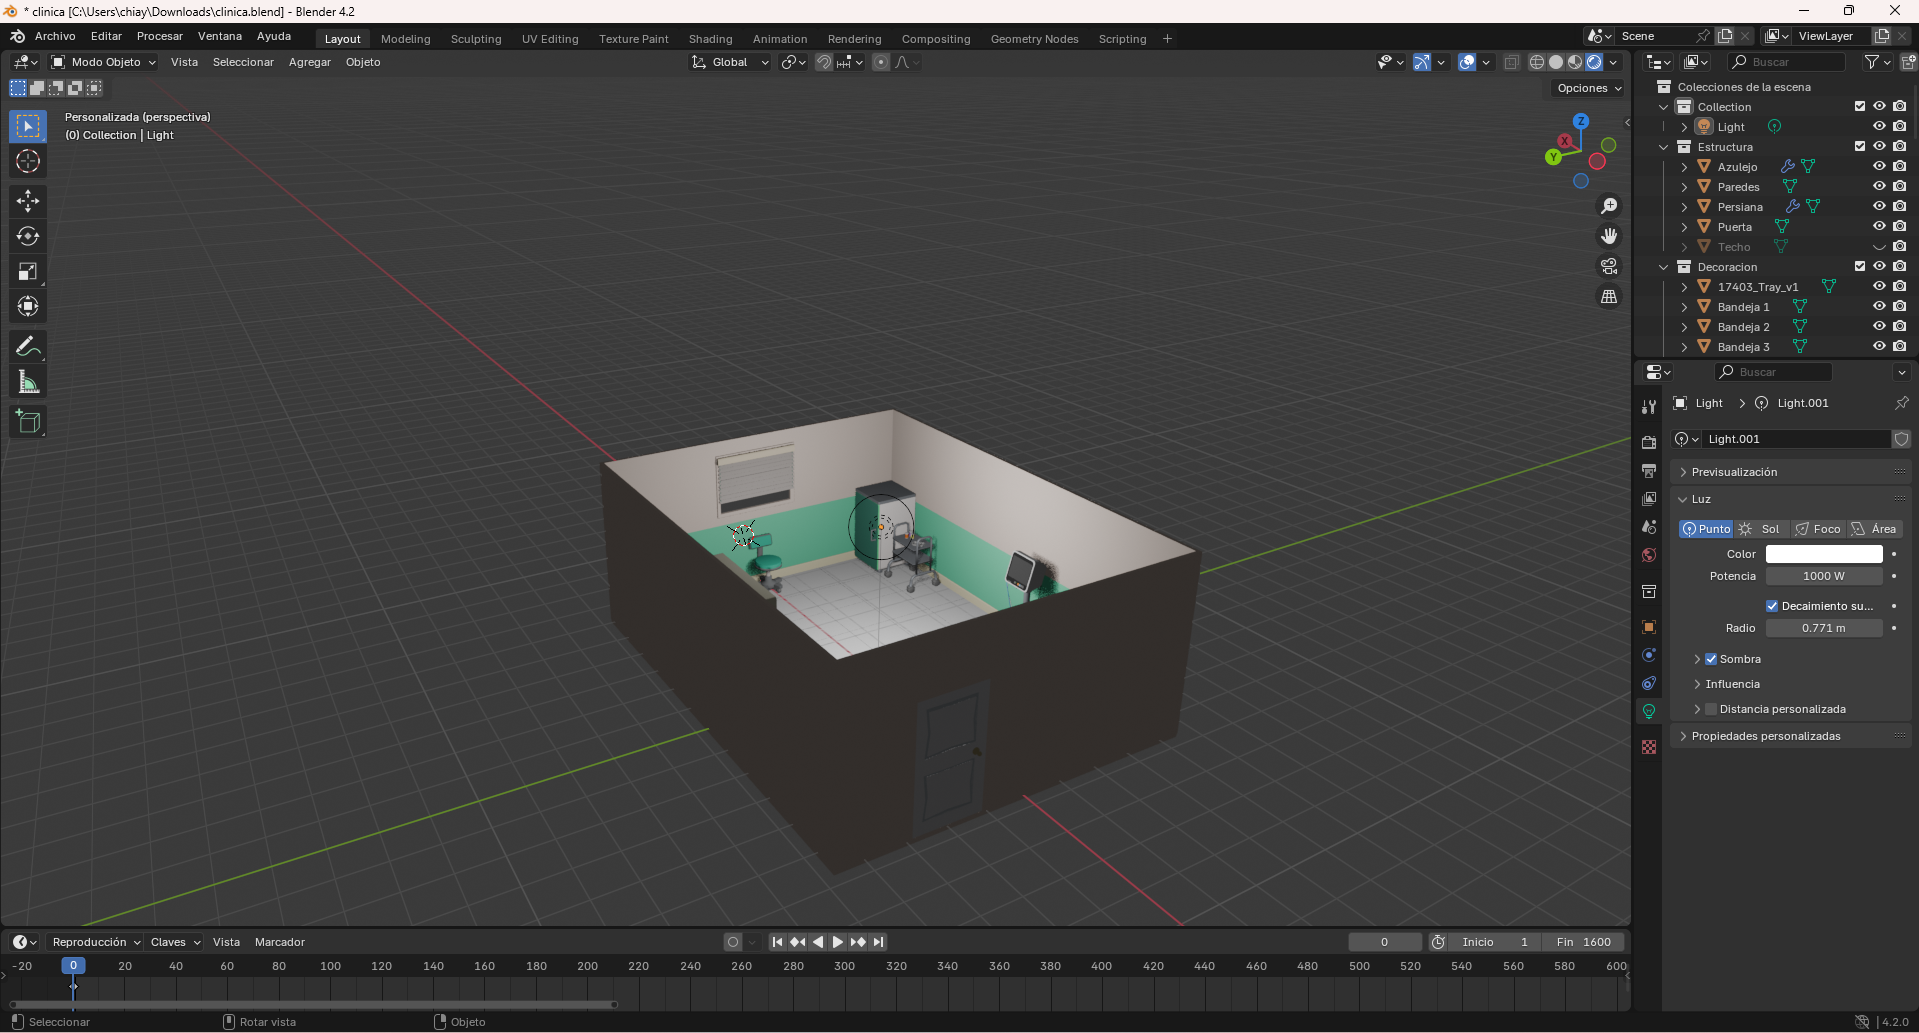 * clinica [C:\Users\chiay\Downloads\clinica.blend] - Blender 4.2
Archivo Editar Procesar Ventana Ayuda Layout Modeling Sculpting UV Editing Texture Paint Shading Animation Rendering Compositing Geometry Nodes Scripting + Scene ViewLayer
Modo Objeto Vista Seleccionar Agregar Objeto Global Buscar
Opciones
Personalizada (perspectiva)
(0) Collection | Light
Z
X
Y
Colecciones de la escena
Collection
Light
Estructura
Azulejo
Paredes
Persiana
Puerta
Techo
Decoracion
17403_Tray_v1
Bandeja 1
Bandeja 2
Bandeja 3
Buscar
Light > Light.001
Light.001
Previsualización
Luz
Punto Sol Foco Área
Color
Potencia 1000 W
Decaimiento su...
Radio 0.771 m
Sombra
Influencia
Distancia personalizada
Propiedades personalizadas
Reproducción Claves Vista Marcador 0 Inicio 1 Fin 1600
-20 0 20 40 60 80 100 120 140 160 180 200 220 240 260 280 300 320 340 360 380 400 420 440 460 480 500 520 540 560 580 600
Seleccionar Rotar vista Objeto 4.2.0